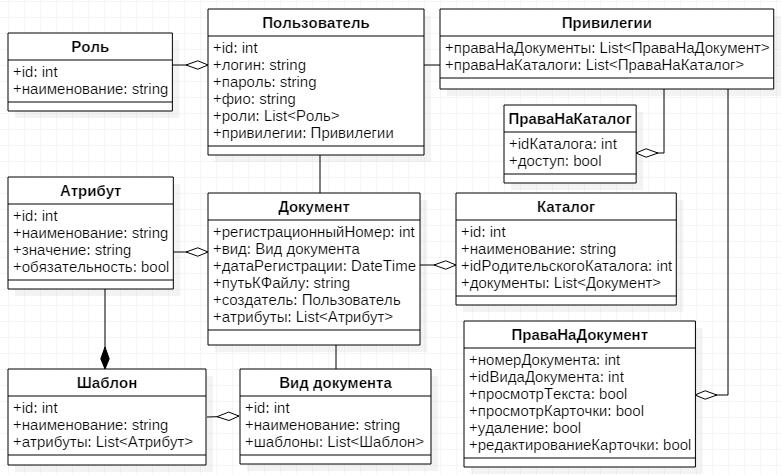 Роль
+id: int
+наименование: string
Пользователь
+id: int
+логин: string
+пароль: string
+фио: string
+роли: List<Роль>
+привилегии: Привилегии
Привилегии
+праваНаДокументы: List<ПраваНаДокумент>
+праваНаКаталоги: List<ПраваНаКаталог>
ПраваНаКаталог
+idКаталога: int
+доступ: bool
Атрибут
+id: int
+наименование: string
+значение: string
+обязательность: bool
Документ
+регистрационныйНомер: int
+вид: Вид документа
+датаРегистрации: DateTime
+путьКФайлу: string
+создатель: Пользователь
+атрибуты: List<Атрибут>
Каталог
+id: int
+наименование: string
+idРодительскогоКаталога: int
+документы: List<Документ>
ПраваНаДокумент
+номерДокумента: int
+idВидаДокумента: int
+просмотрТекста: bool
+просмотрКарточки: bool
+удаление: bool
+редактированиеКарточки: bool
Шаблон
+id: int
+наименование: string
+атрибуты: List<Атрибут>
Вид документа
+id: int
+наименование: string
+шаблоны: List<Шаблон>